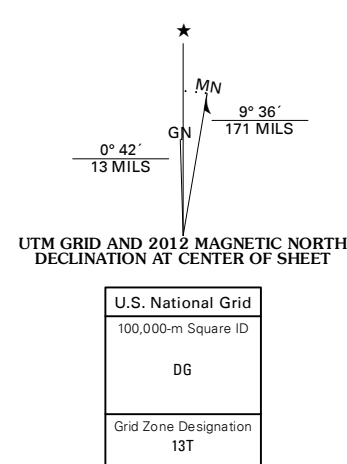 ★
MN
GN
9° 36´
171 MILS
0° 42´
13 MILS
UTM GRID AND 2012 MAGNETIC NORTH
DECLINATION AT CENTER OF SHEET
U.S. National Grid
100,000-m Square ID
DG
Grid Zone Designation
13T